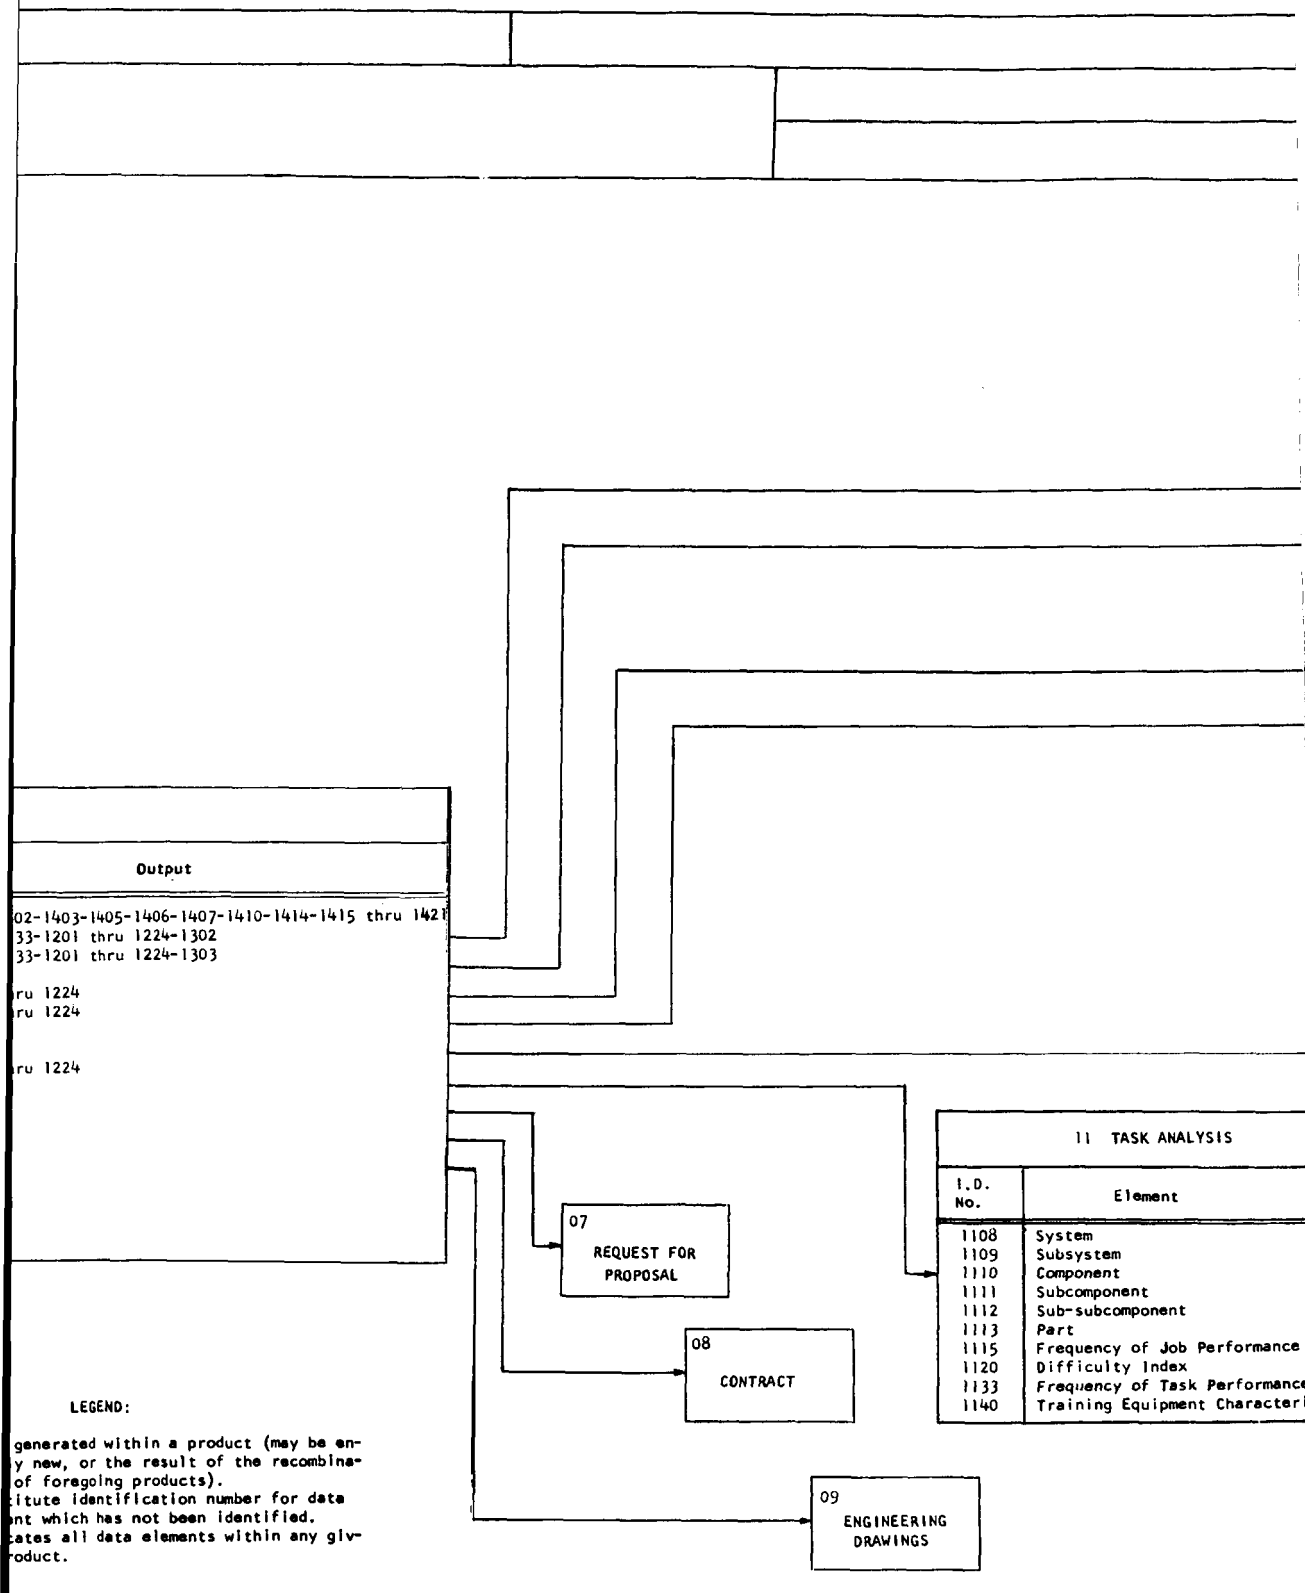 Output
02-1403-1405-1406-1407-1410-1414-1415 thru 1421
33-1201 thru 1224-1302
33-1201 thru 1224-1303
ru 1224
ru 1224
ru 1224
11 TASK ANALYSIS
I.D. No.
Element
1108 System
1109 Subsystem
1110 Component
1111 Subcomponent
1112 Sub-subcomponent
1113 Part
1115 Frequency of Job Performance
1120 Difficulty Index
1133 Frequency of Task Performance
1140 Training Equipment Characteri
07
REQUEST FOR
PROPOSAL
08
CONTRACT
09
ENGINEERING
DRAWINGS
LEGEND:
generated within a product (may be en-
y new, or the result of the recombina-
of foregoing products).
titute identification number for data
ent which has not been identified.
cates all data elements within any giv-
roduct.